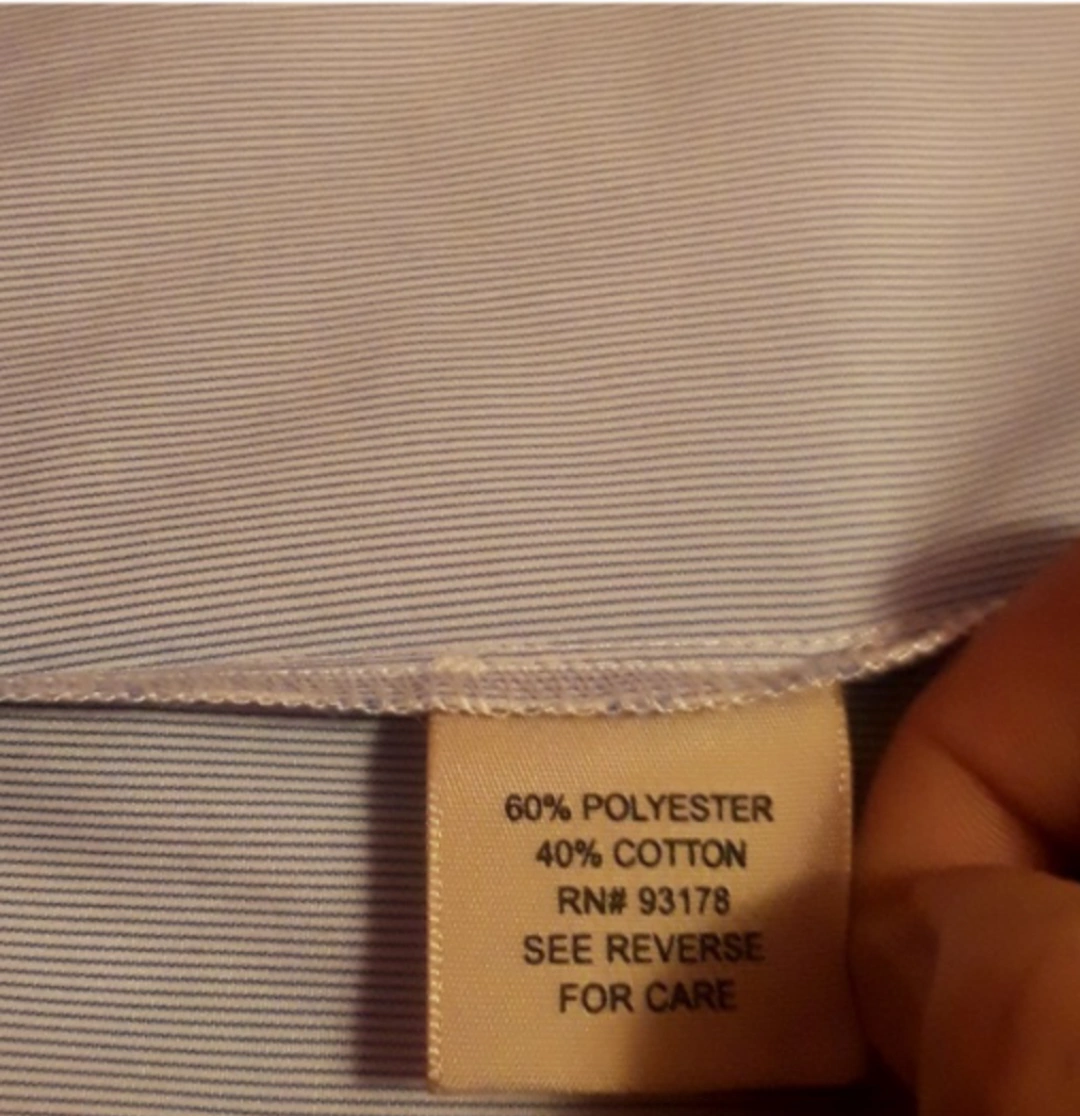 60% POLYESTER
40% COTTON
RN# 93178
SEE REVERSE
FOR CARE